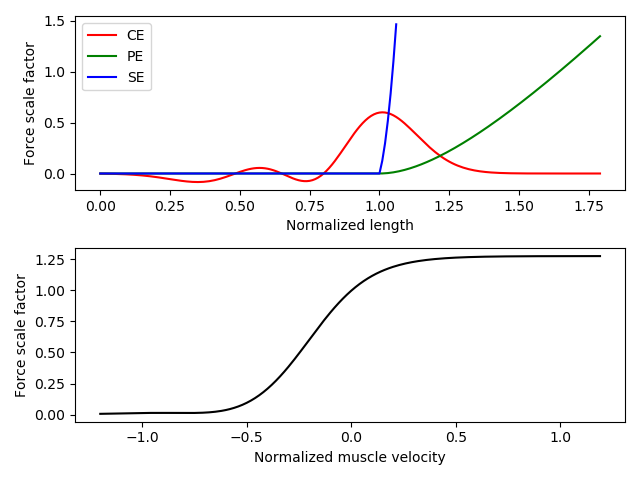 1.5
1.0
0.5
0.0
Force scale factor
CE
PE
SE
0.00 0.25 0.50 0.75 1.00 1.25 1.50 1.75
Normalized length
1.25
1.00
0.75
0.50
0.25
0.00
Force scale factor
−1.0 −0.5 0.0 0.5 1.0
Normalized muscle velocity